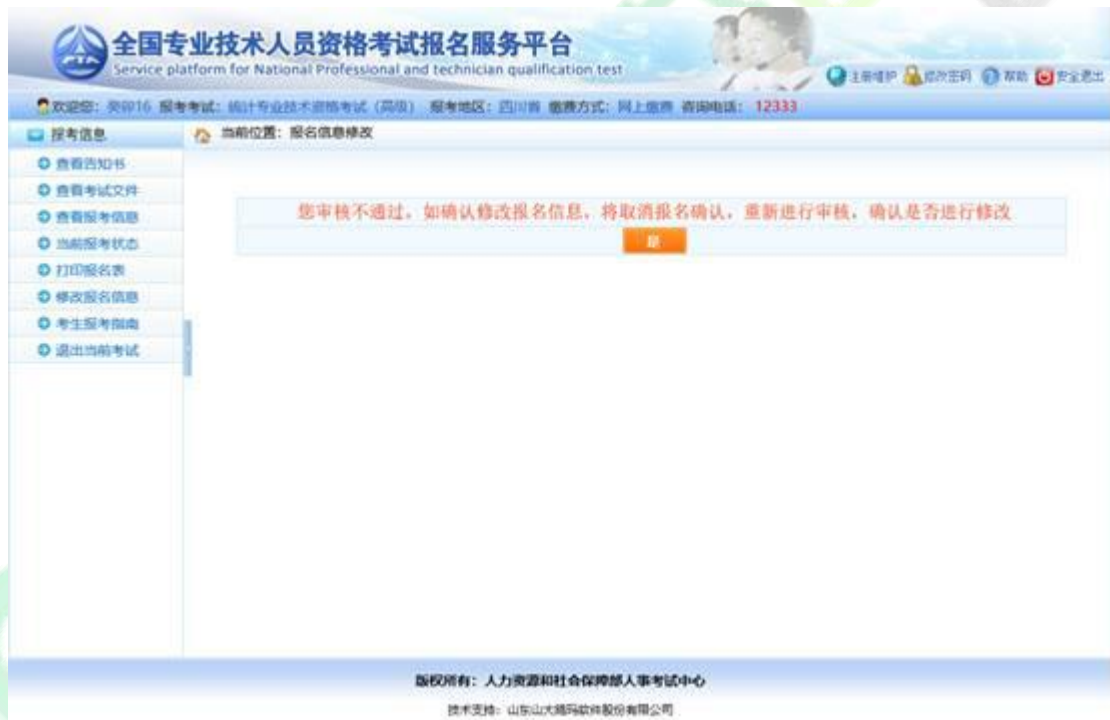 全国专业技术人员资格考试报名服务平台
Service platform for National Professional and technician qualification test
注册维护 修改密码 帮助 安全退出
欢迎您: 16 报考考试: 统计专业技术资格考试 (高级) 报考地区: 四川省 缴费方式: 网上缴费 咨询电话: 12333
报考信息
当前位置: 报名信息修改
查看告知书
查看考试文件
查看报考信息
当前报考状态
打印报名表
修改报名信息
考生报考指南
退出当前考试
您审核不通过，如确认修改报名信息，将取消报名确认，重新进行审核，确认是否进行修改
是
版权所有: 人力资源和社会保障部人事考试中心
技术支持: 山东山大鸥玛软件股份有限公司